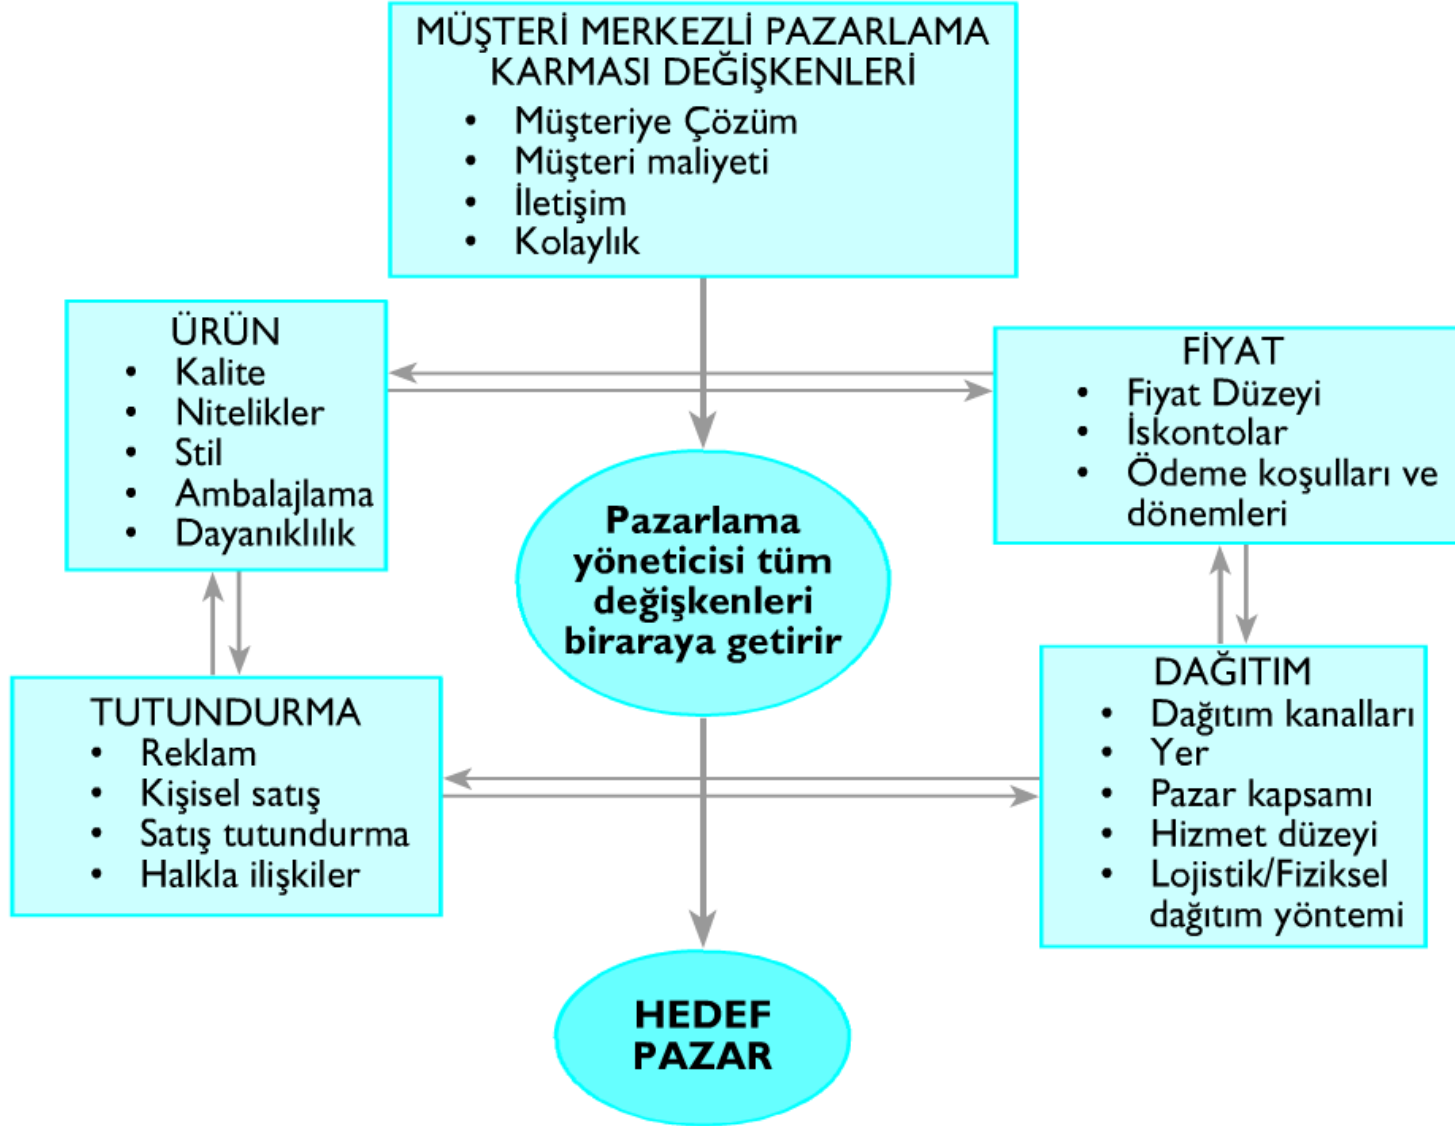 MÜŞTERİ MERKEZLİ PAZARLAMA
KARMASI DEĞİŞKENLERİ
• Müşteriye Çözüm
• Müşteri maliyeti
• İletişim
• Kolaylık
ÜRÜN
• Kalite
• Nitelikler
• Stil
• Ambalajlama
• Dayanıklılık
FİYAT
• Fiyat Düzeyi
• İskontolar
• Ödeme koşulları ve
dönemleri
Pazarlama
yöneticisi tüm
değişkenleri
biraraya getirir
TUTUNDURMA
• Reklam
• Kişisel satış
• Satış tutundurma
• Halkla ilişkiler
DAĞITIM
• Dağıtım kanalları
• Yer
• Pazar kapsamı
• Hizmet düzeyi
• Lojistik/Fiziksel
dağıtım yöntemi
HEDEF
PAZAR